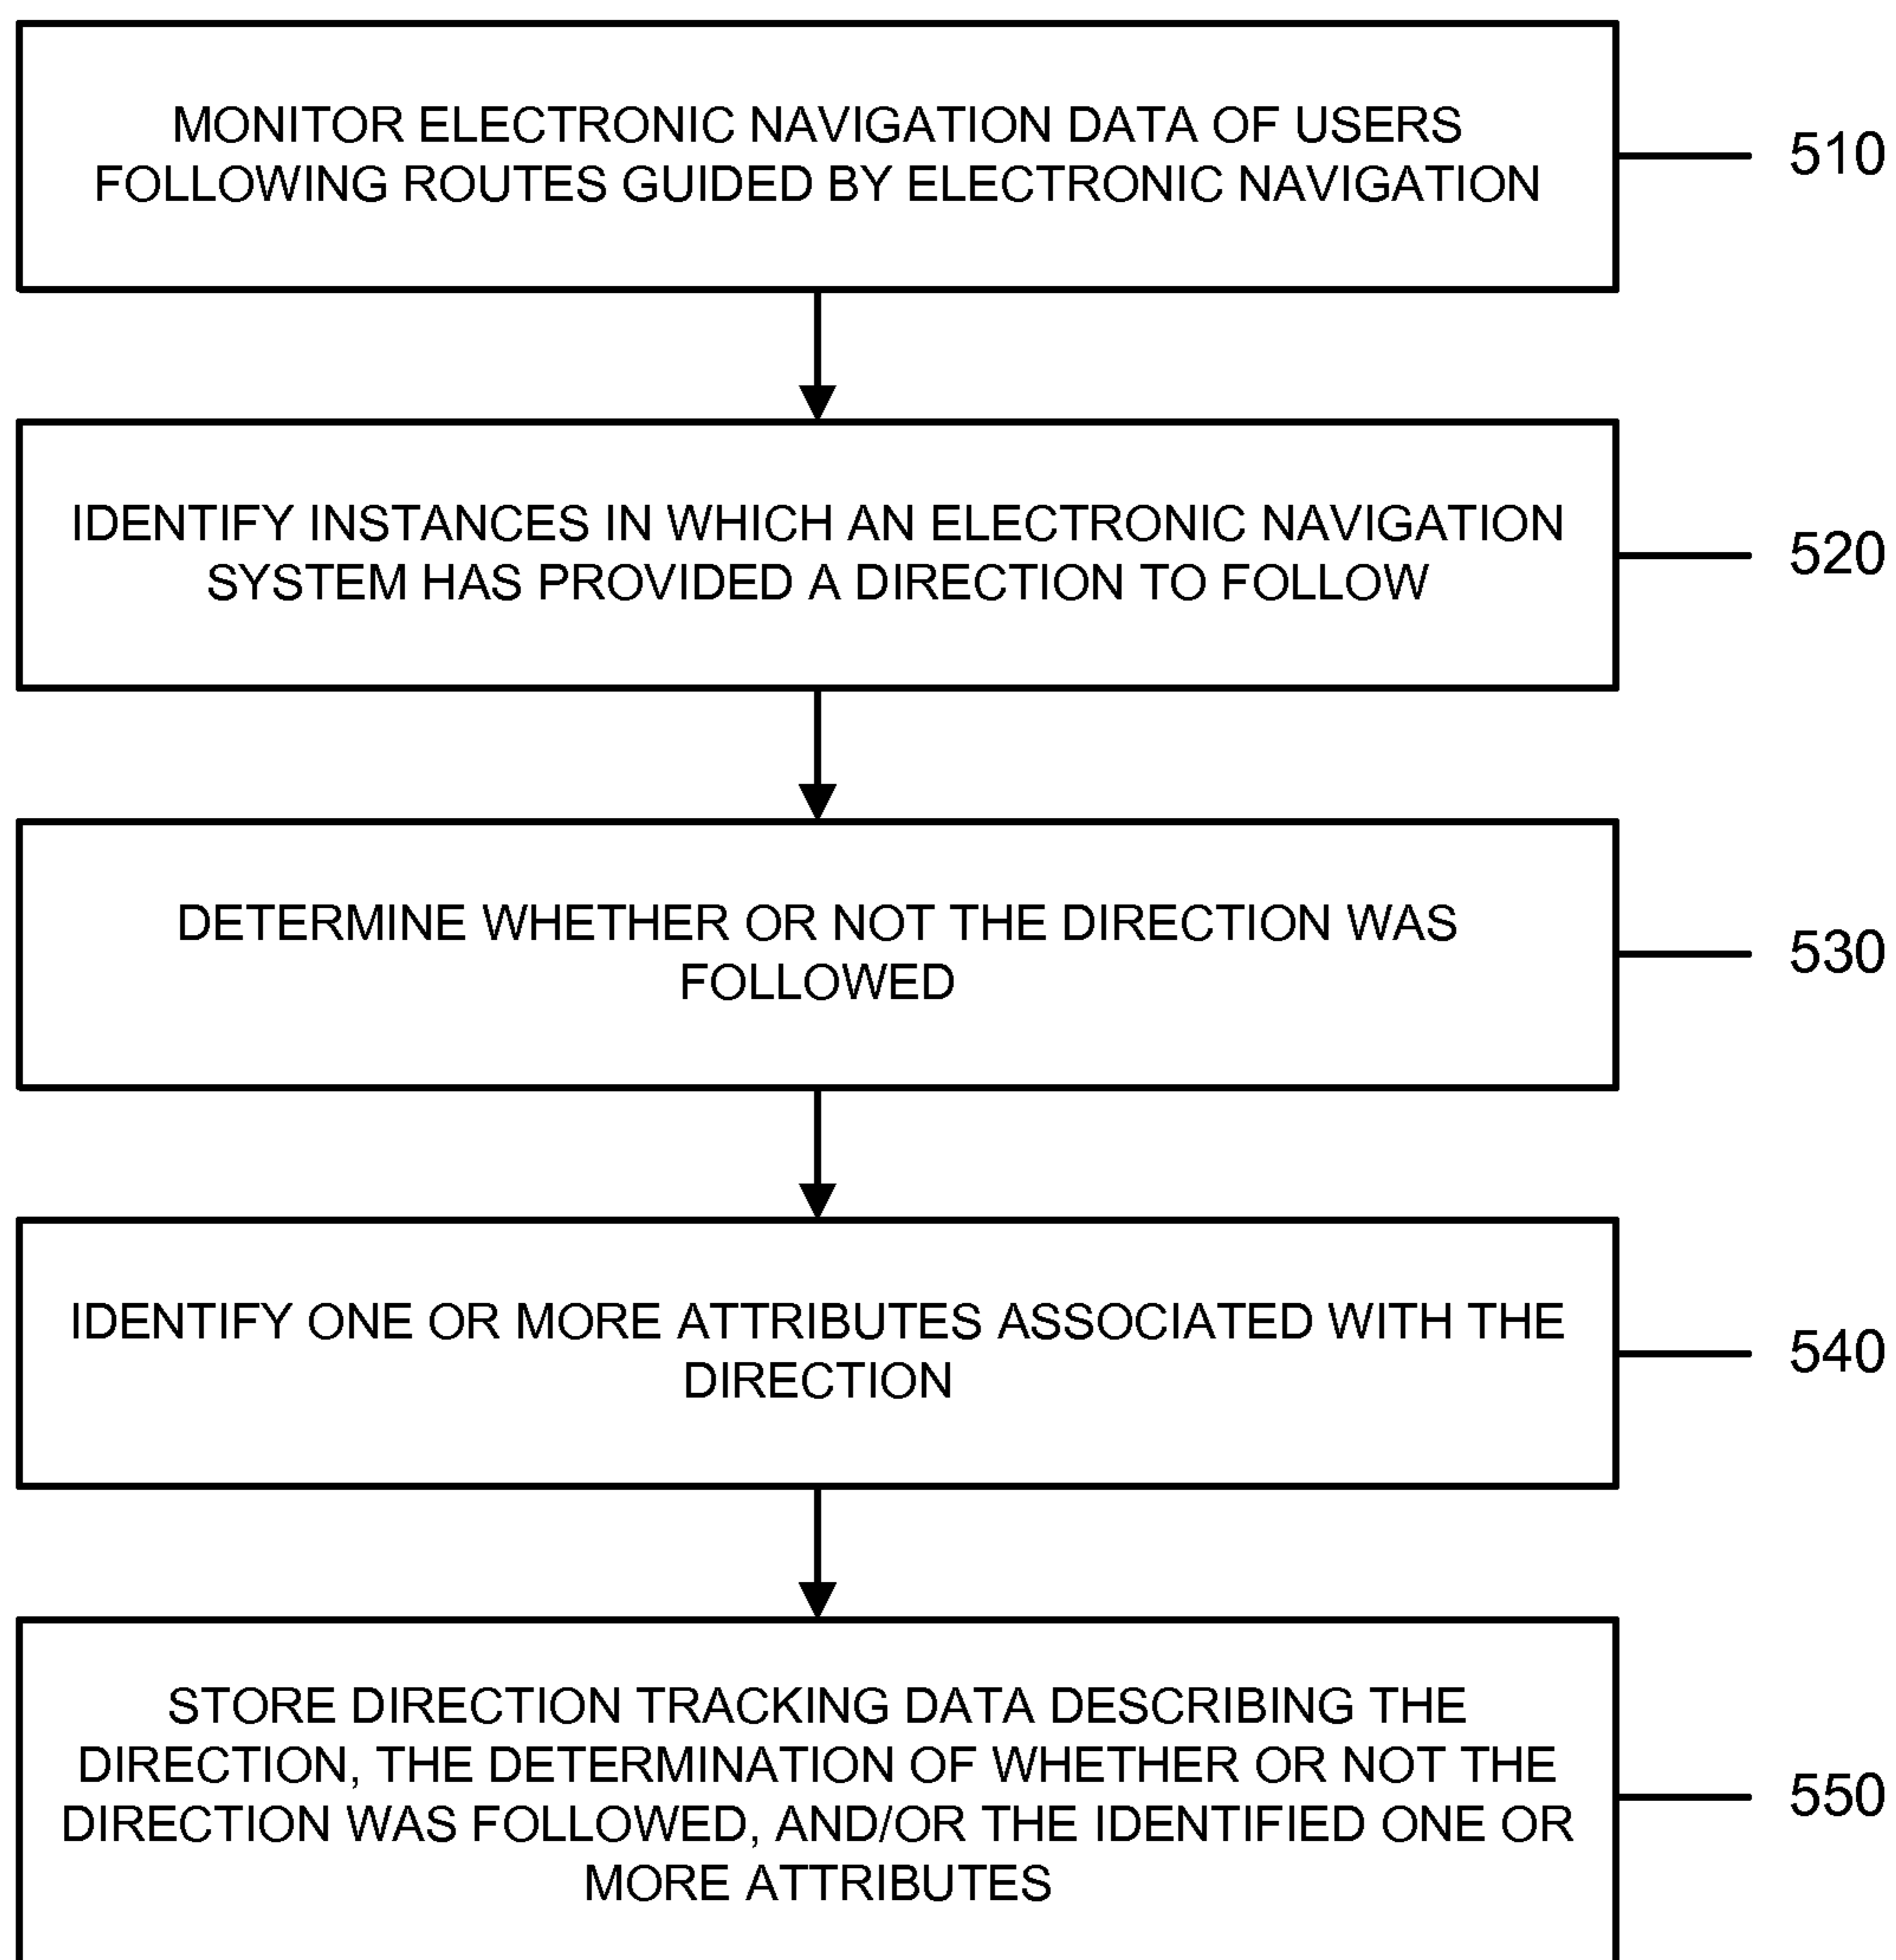 MONITOR ELECTRONIC NAVIGATION DATA OF USERS
FOLLOWING ROUTES GUIDED BY ELECTRONIC NAVIGATION
510
IDENTIFY INSTANCES IN WHICH AN ELECTRONIC NAVIGATION
SYSTEM HAS PROVIDED A DIRECTION TO FOLLOW
520
DETERMINE WHETHER OR NOT THE DIRECTION WAS
FOLLOWED
530
IDENTIFY ONE OR MORE ATTRIBUTES ASSOCIATED WITH THE
DIRECTION
540
STORE DIRECTION TRACKING DATA DESCRIBING THE
DIRECTION, THE DETERMINATION OF WHETHER OR NOT THE
DIRECTION WAS FOLLOWED, AND/OR THE IDENTIFIED ONE OR
MORE ATTRIBUTES
550